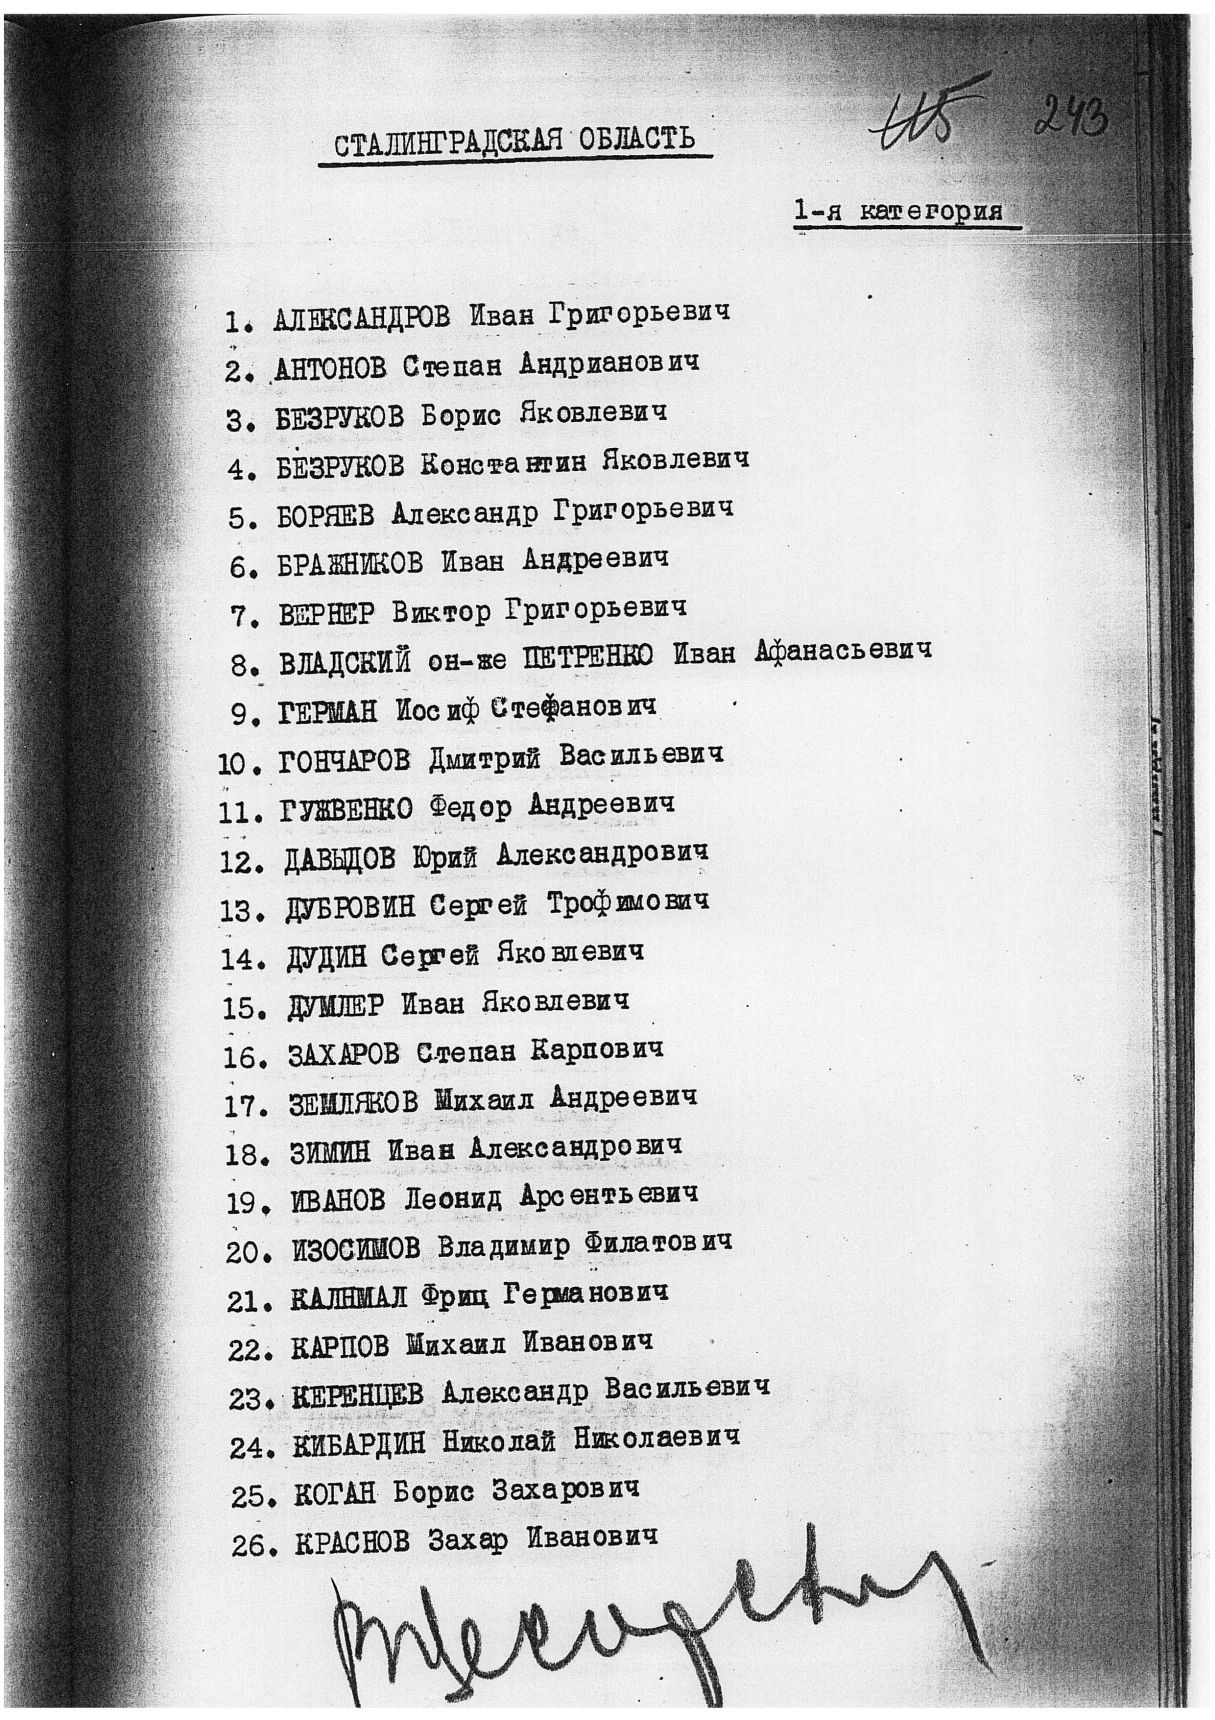 115 243
СТАЛИНГРАДСКАЯ ОБЛАСТЬ
1-я категория
1. АЛЕКСАНДРОВ Иван Григорьевич
2. АНТОНОВ Степан Андрианович
3. БЕЗРУКОВ Борис Яковлевич
4. БЕЗРУКОВ Константин Яковлевич
5. БОРЯЕВ Александр Григорьевич
6. БРАЖНИКОВ Иван Андреевич
7. ВЕРНЕР Виктор Григорьевич
8. ВЛАДСКИЙ он-же ПЕТРЕНКО Иван Афанасьевич
9. ГЕРМАН Иосиф Стефанович
10. ГОНЧАРОВ Дмитрий Васильевич
11. ГУЖВЕНКО Федор Андреевич
12. ДАВЫДОВ Юрий Александрович
13. ДУБРОВИН Сергей Трофимович
14. ДУДИН Сергей Яковлевич
15. ДУМЛЕР Иван Яковлевич
16. ЗАХАРОВ Степан Карпович
17. ЗЕМЛЯКОВ Михаил Андреевич
18. ЗИМИН Иван Александрович
19. ИВАНОВ Леонид Арсентьевич
20. ИЗОСИМОВ Владимир Филатович
21. КАЛНМАЛ Фриц Германович
22. КАРПОВ Михаил Иванович
23. КЕРЕНЦЕВ Александр Васильевич
24. КИБАРДИН Николай Николаевич
25. КОГАН Борис Захарович
26. КРАСНОВ Захар Иванович